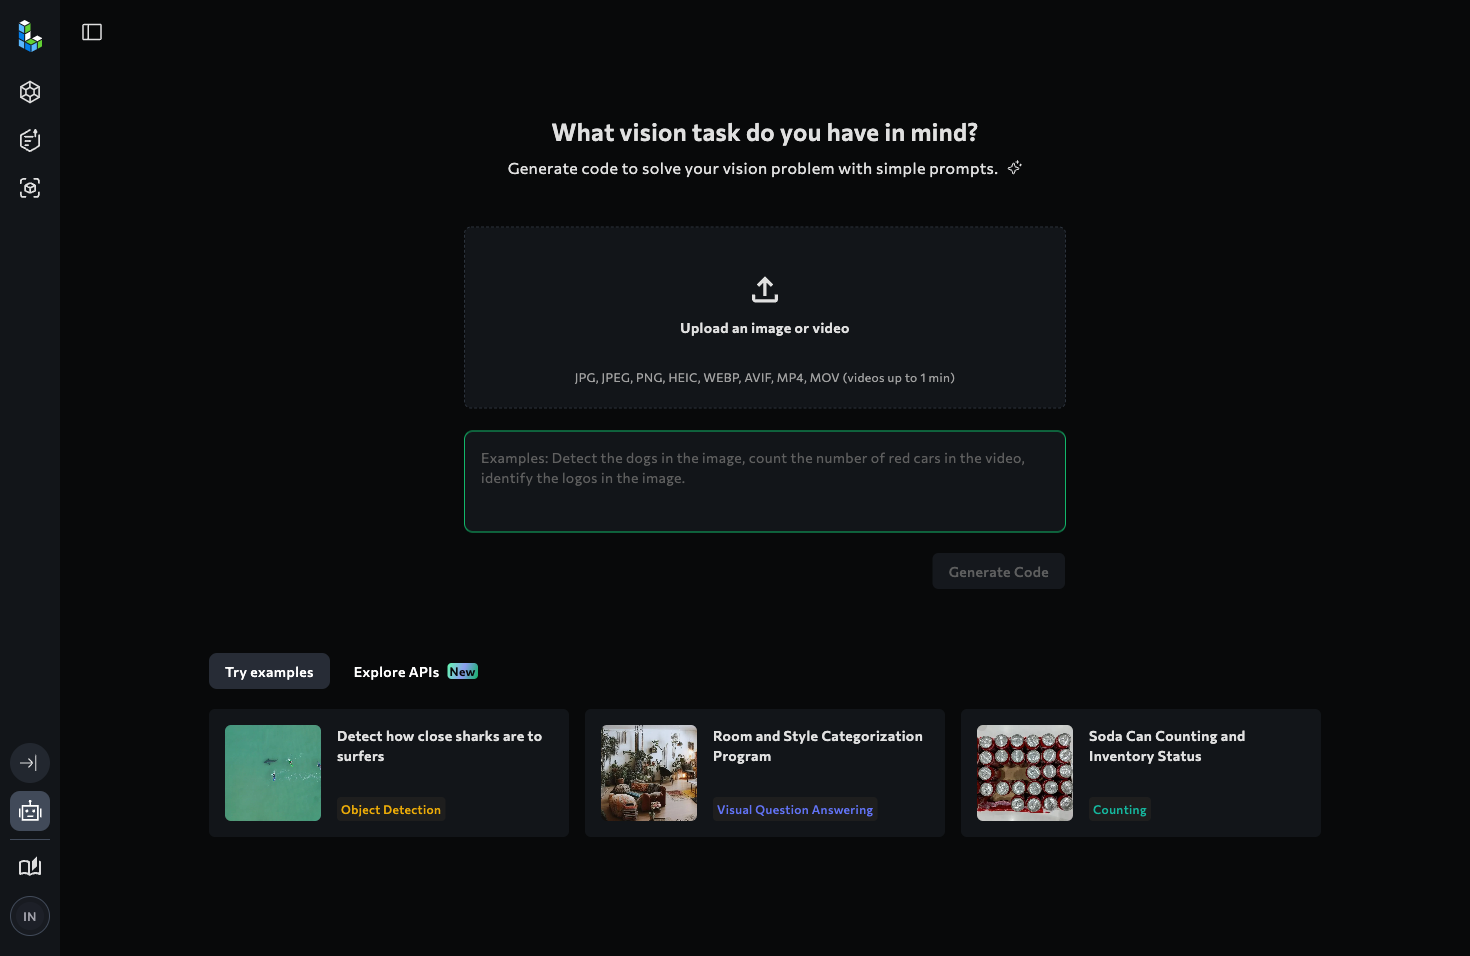 What vision task do you have in mind?
Generate code to solve your vision problem with simple prompts.
Upload an image or video
JPG, JPEG, PNG, HEIC, WEBP, AVIF, MP4, MOV (videos up to 1 min)
Examples: Detect the dogs in the image, count the number of red cars in the video,
identify the logos in the image.
Generate Code
Try examples
Explore APIs New
Detect how close sharks are to
surfers
Object Detection
Room and Style Categorization
Program
Visual Question Answering
Soda Can Counting and
Inventory Status
Counting
IN